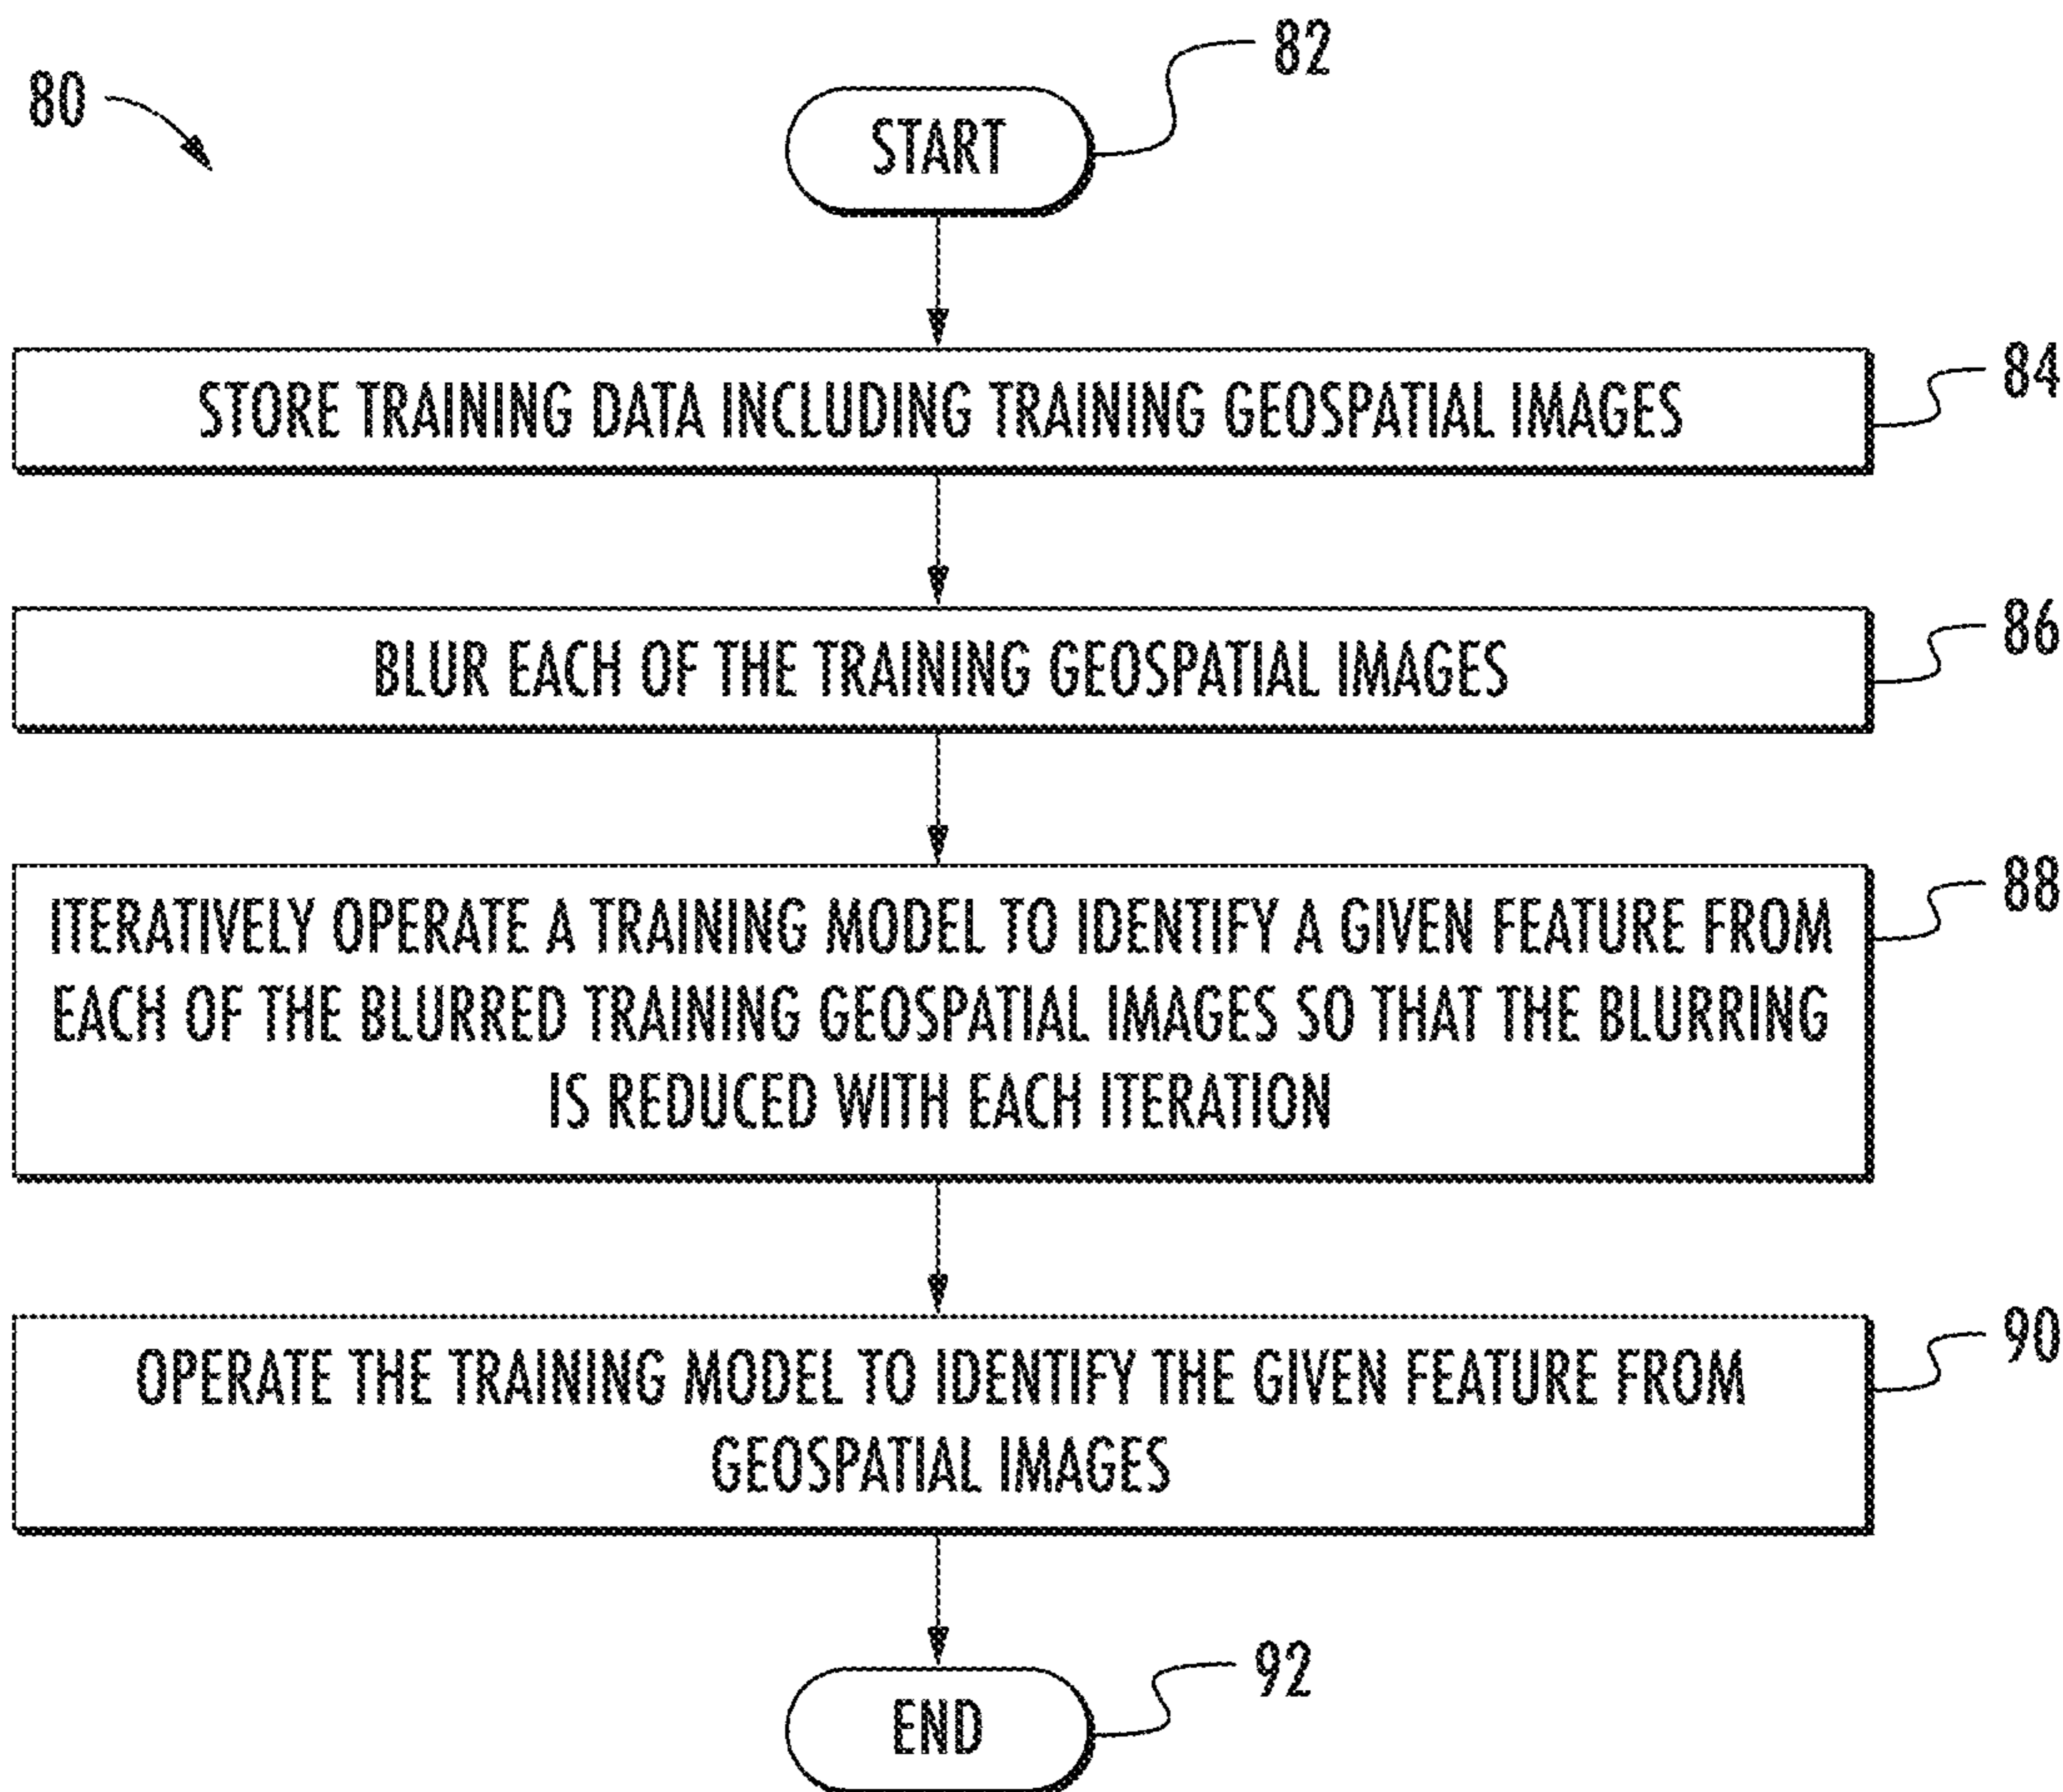 80
82
START
84
STORE TRAINING DATA INCLUDING TRAINING GEOSPATIAL IMAGES
86
BLUR EACH OF THE TRAINING GEOSPATIAL IMAGES
88
ITERATIVELY OPERATE A TRAINING MODEL TO IDENTIFY A GIVEN FEATURE FROM
EACH OF THE BLURRED TRAINING GEOSPATIAL IMAGES SO THAT THE BLURRING
IS REDUCED WITH EACH ITERATION
90
OPERATE THE TRAINING MODEL TO IDENTIFY THE GIVEN FEATURE FROM
GEOSPATIAL IMAGES
92
END